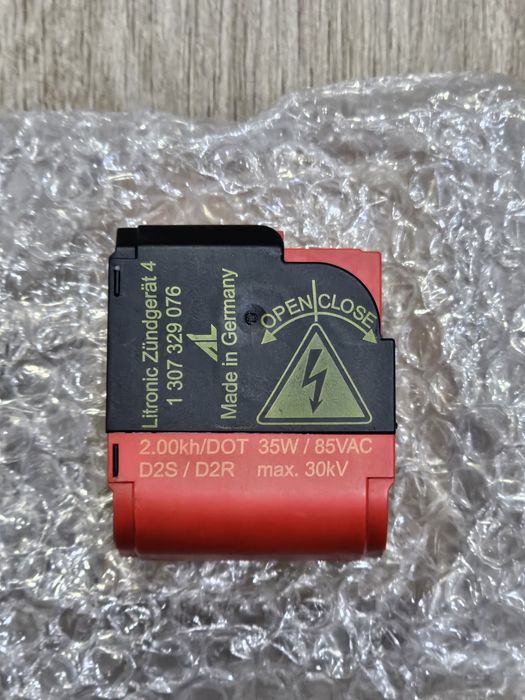 Litronic Zündgerät 4
1 307 329 076
AL
Made in Germany
OPEN CLOSE
2.00kh/DOT 35W / 85VAC
D2S / D2R max. 30kV